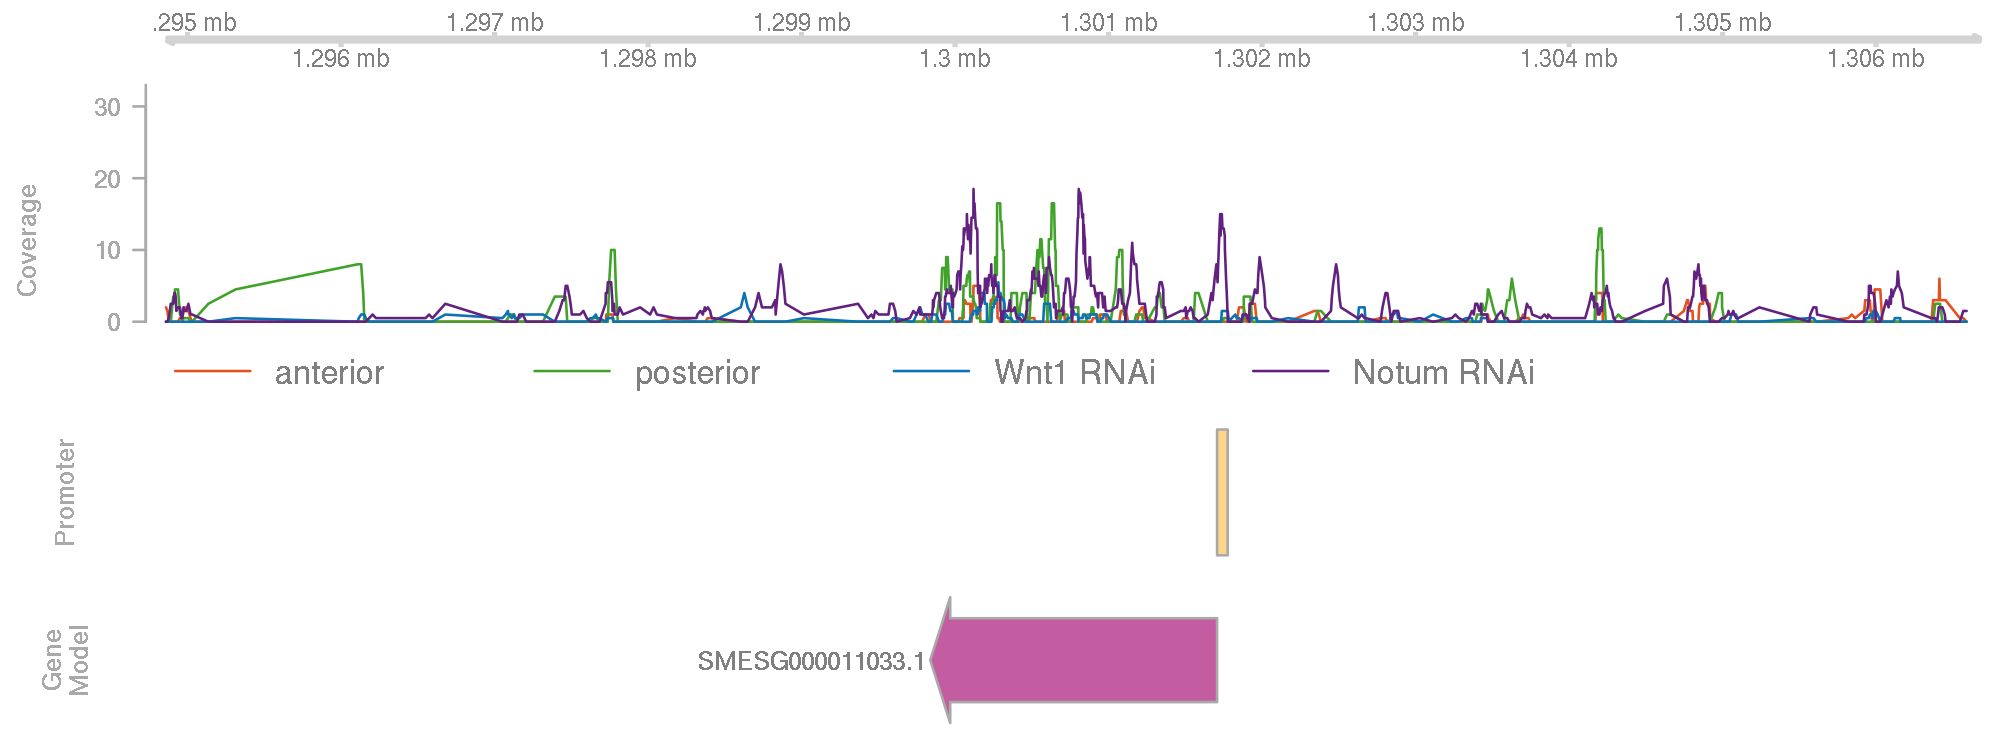 .295 mb 1.297 mb 1.299 mb 1.301 mb 1.303 mb 1.305 mb
1.296 mb 1.298 mb 1.3 mb 1.302 mb 1.304 mb 1.306 mb
Coverage
30
20
10
0
anterior posterior Wnt1 RNAi Notum RNAi
Promoter
Gene
Model
SMESG000011033.1